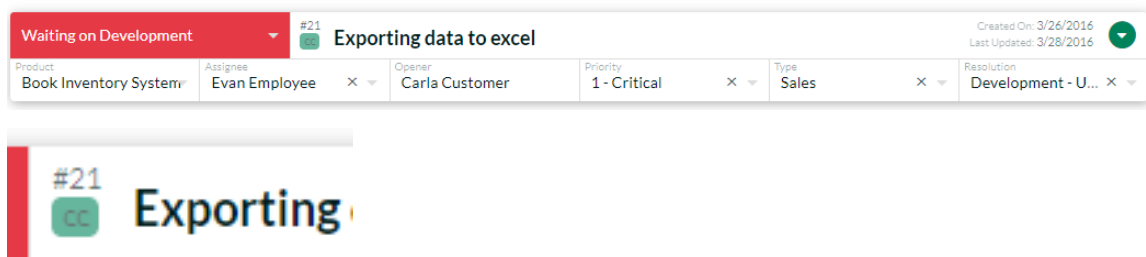 Waiting on Development
#21
CC
Exporting data to excel
Created On: 3/26/2016
Last Updated: 3/28/2016
Product
Book Inventory System
Assignee
Evan Employee
Opener
Carla Customer
Priority
1 - Critical
Type
Sales
Resolution
Development - U...
#21
CC
Exporting